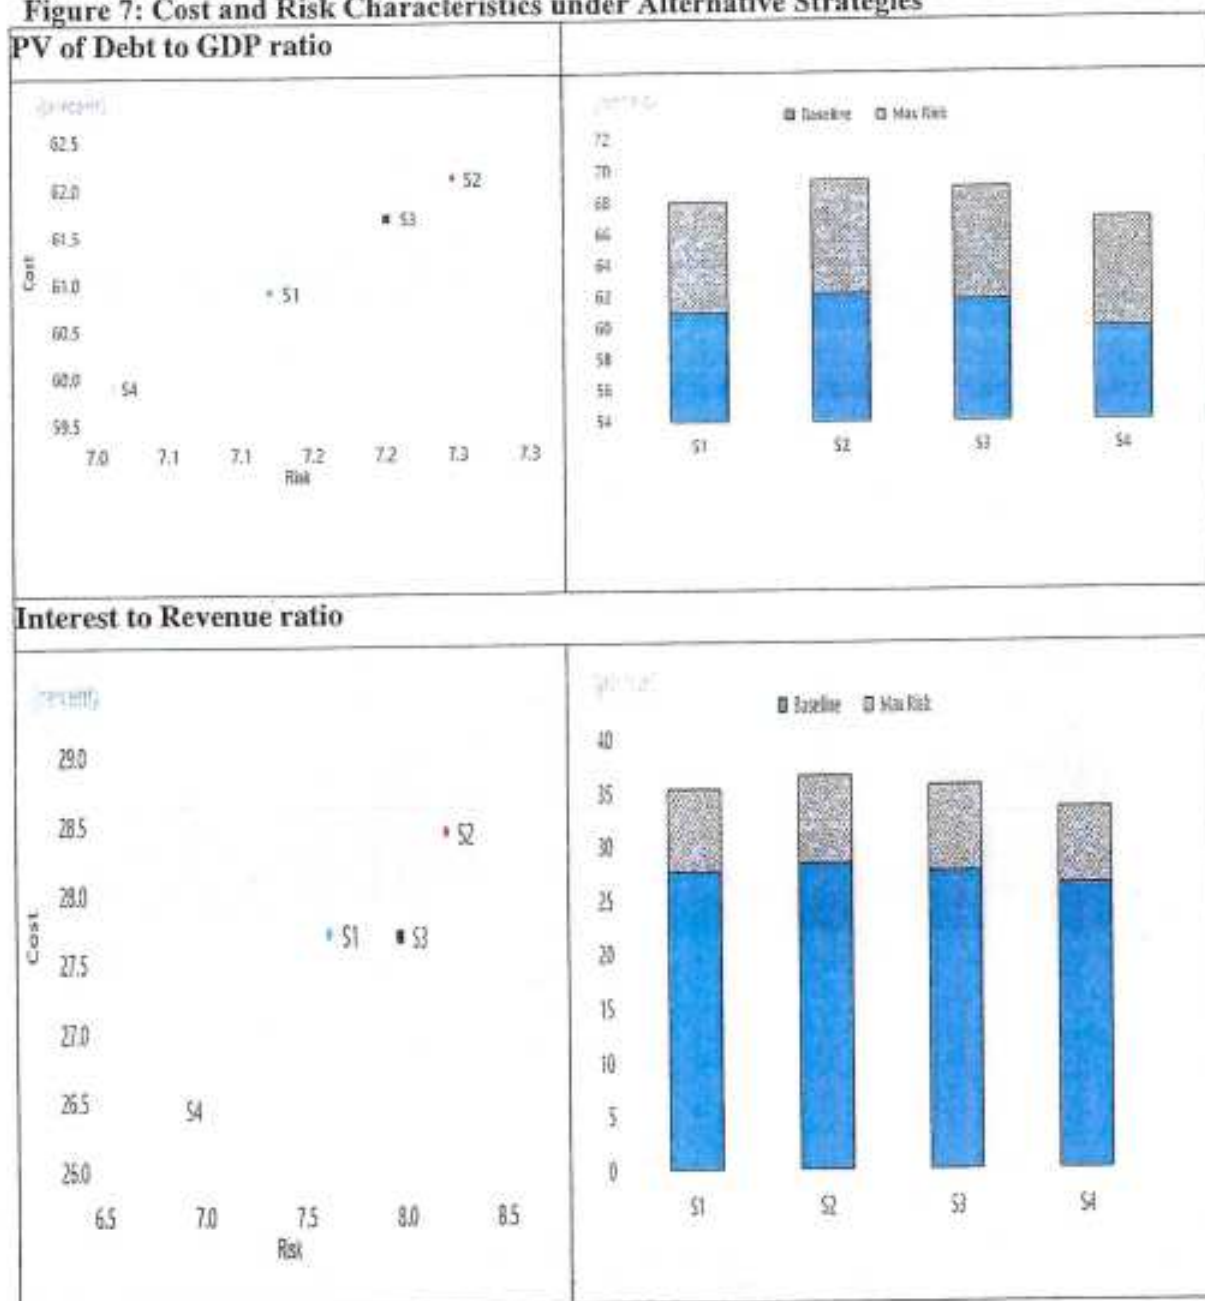 Figure 7: Cost and Risk Characteristics under Alternative Strategies
PV of Debt to GDP ratio
(percent)
62.5
62.0
61.5
61.0
60.5
60.0
59.5
Cost
S2
S3
S1
S4
7.0 7.1 7.1 7.2 7.2 7.3 7.3
Risk
Baseline Max Risk
72
70
68
66
64
62
60
58
56
54
S1 S2 S3 S4
Interest to Revenue ratio
(percent)
29.0
28.5
28.0
27.5
27.0
26.5
26.0
Cost
S2
S1 S3
S4
6.5 7.0 7.5 8.0 8.5
Risk
Baseline Max Risk
40
35
30
25
20
15
10
5
0
S1 S2 S3 S4